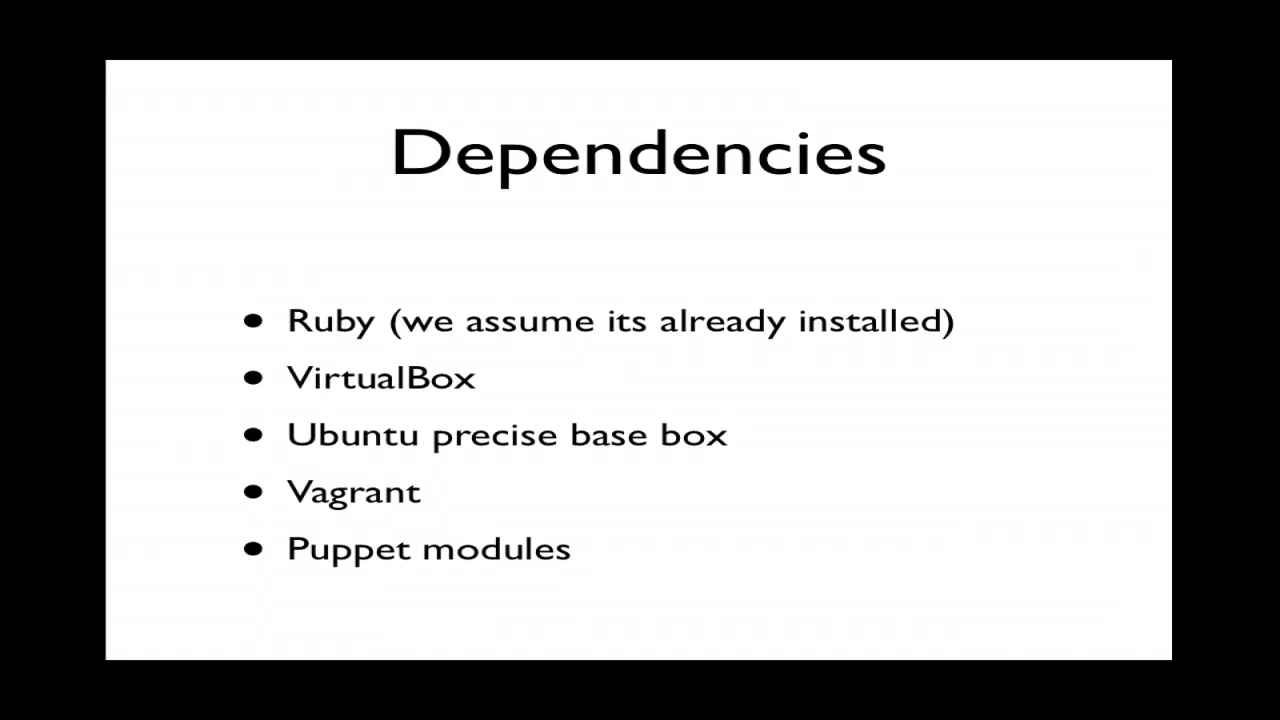 Dependencies
• Ruby (we assume its already installed)
• VirtualBox
• Ubuntu precise base box
• Vagrant
• Puppet modules